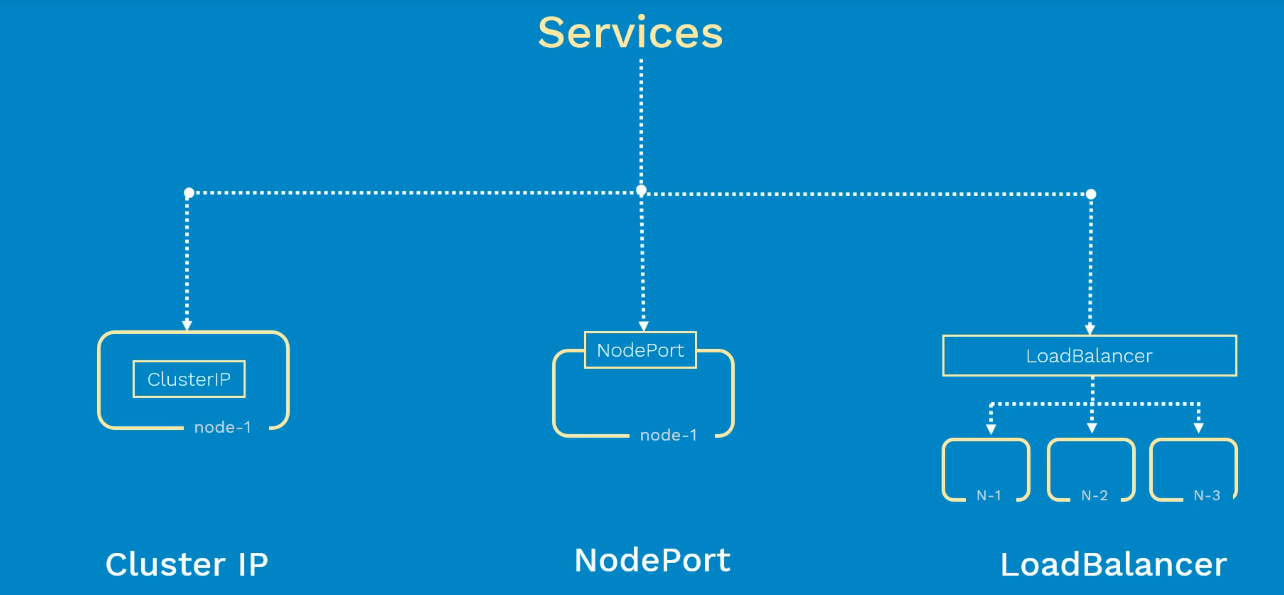 Services
ClusterIP
node-1
Cluster IP
NodePort
node-1
NodePort
LoadBalancer
N-1
N-2
N-3
LoadBalancer